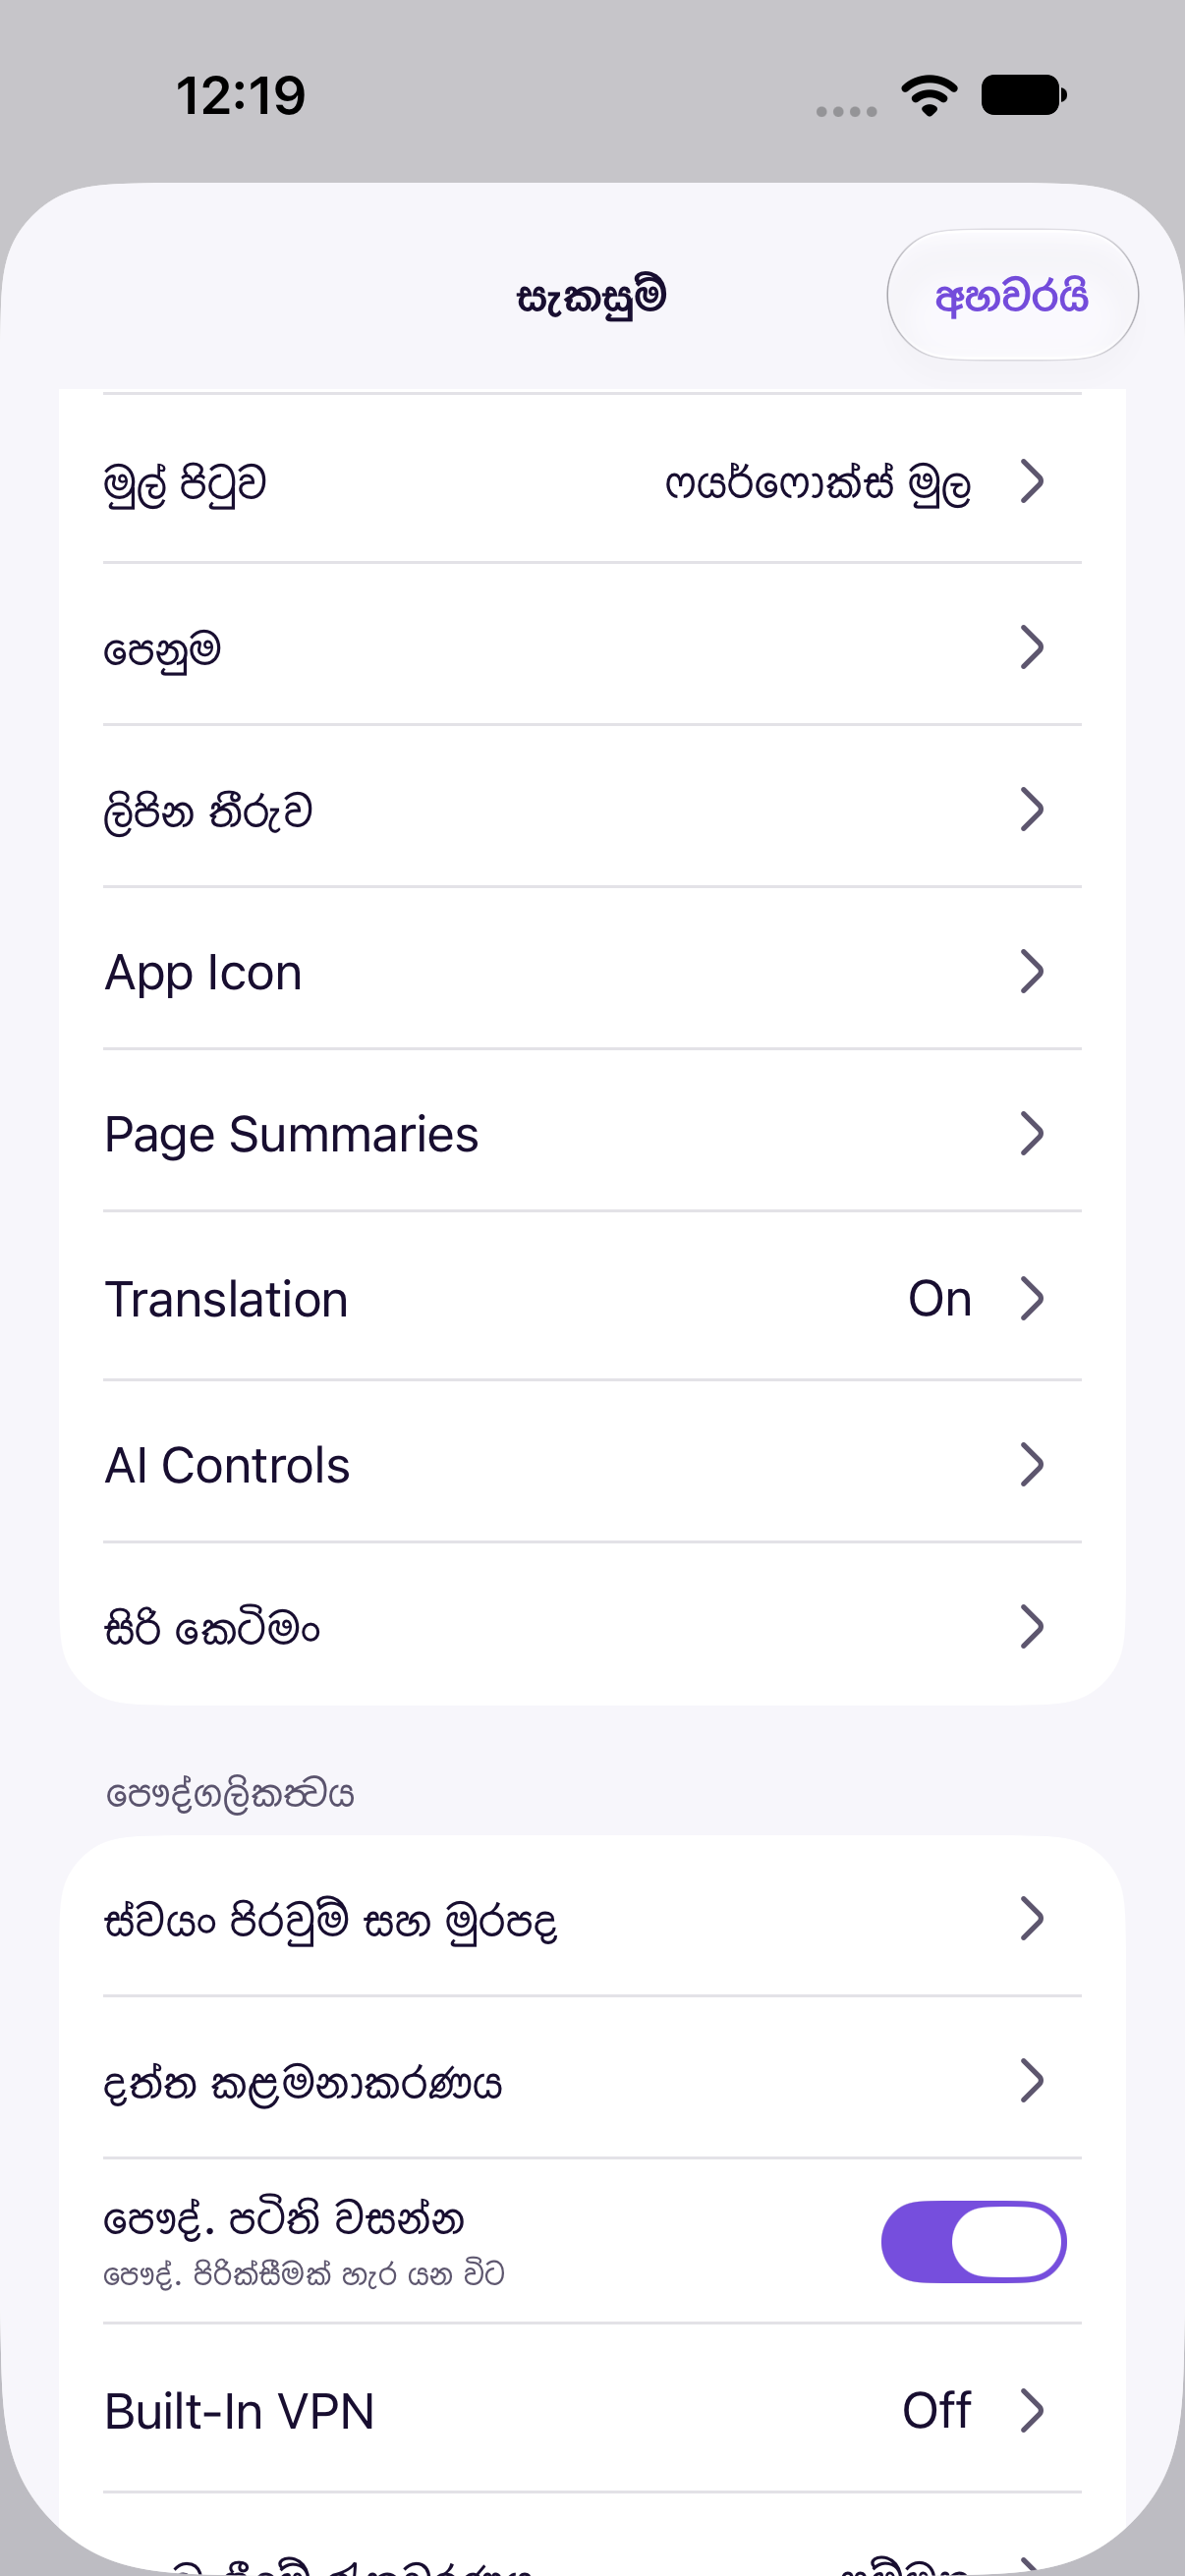 12:19
සැකසුම්
අහවරයි
මුල් පිටුව
ෆයර්ෆොක්ස් මුල
පෙනුම
ලිපින තීරුව
App Icon
Page Summaries
Translation
On
AI Controls
සිරි කෙටිමං
පෞද්ගලිකත්‍වය
ස්වයං පිරවුම් සහ මුරපද
දත්ත කළමනාකරණය
පෞද්. පටිති වසන්න
පෞද්. පිරික්සීමක් හැර යන විට
Built-In VPN
Off